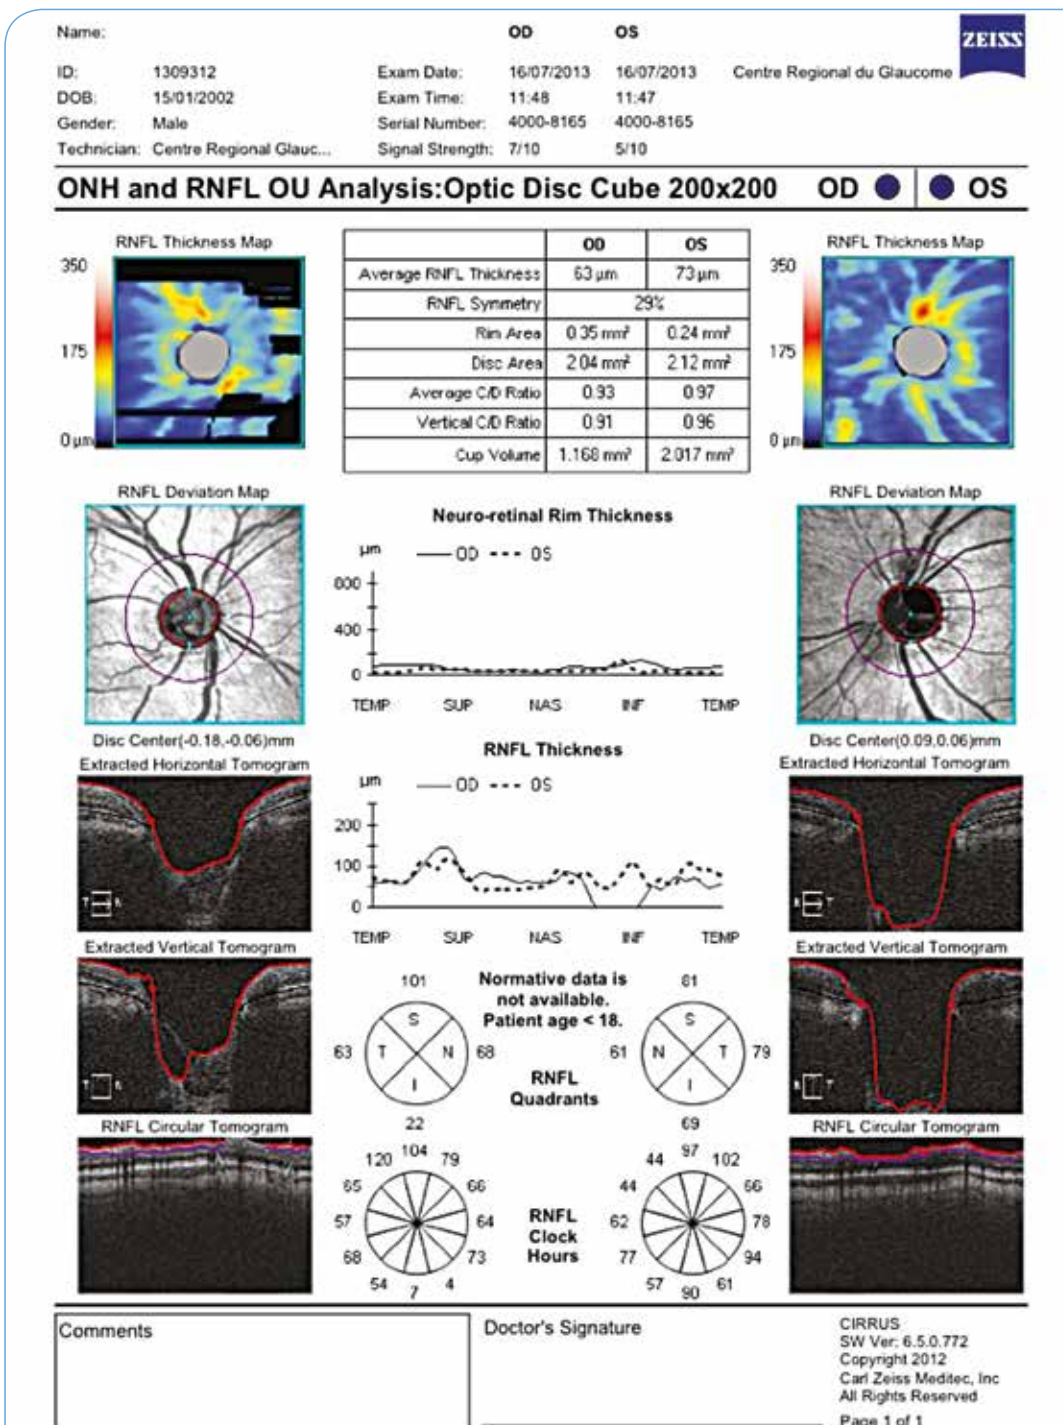 Name: OD OS
ZEISS
ID: 1309312 Exam Date: 16/07/2013 16/07/2013 Centre Regional du Glaucome
DOB: 15/01/2002 Exam Time: 11:48 11:47
Gender: Male Serial Number: 4000-8165 4000-8165
Technician: Centre Regional Glauc... Signal Strength: 7/10 5/10
ONH and RNFL OU Analysis:Optic Disc Cube 200x200 OD OS
RNFL Thickness Map
350
175
0 µm
OD OS
Average RNFL Thickness 63 µm 73 µm
RNFL Symmetry 29%
Rim Area 0.35 mm² 0.24 mm²
Disc Area 2.04 mm² 2.12 mm²
Average C/D Ratio 0.93 0.97
Vertical C/D Ratio 0.91 0.96
Cup Volume 1.168 mm³ 2.017 mm³
RNFL Thickness Map
350
175
0 µm
RNFL Deviation Map
Disc Center(-0.18,-0.06)mm
Neuro-retinal Rim Thickness
µm OD OS
800
400
0
TEMP SUP NAS INF TEMP
RNFL Deviation Map
Disc Center(0.09,0.06)mm
Extracted Horizontal Tomogram
T N
RNFL Thickness
µm OD OS
200
100
0
TEMP SUP NAS INF TEMP
Extracted Horizontal Tomogram
N T
Extracted Vertical Tomogram
Extracted Vertical Tomogram
Normative data is
not available.
Patient age < 18.
101
S
63 T N 68
I
22
RNFL
Quadrants
81
S
61 N T 79
I
69
RNFL Circular Tomogram
RNFL Circular Tomogram
120 104 79
65 66
57 64
68 73
54 7 4
RNFL
Clock
Hours
44 97 102
44 66
62 78
77 94
57 90 61
Comments
Doctor's Signature
CIRRUS
SW Ver: 6.5.0.772
Copyright 2012
Carl Zeiss Meditec, Inc
All Rights Reserved
Page 1 of 1